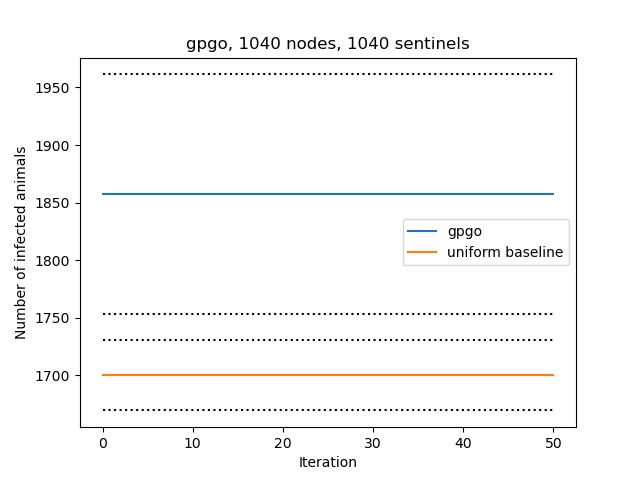 gpgo, 1040 nodes, 1040 sentinels
1950
1900
1850
1800
1750
1700
Number of infected animals
gpgo
uniform baseline
0 10 20 30 40 50
Iteration